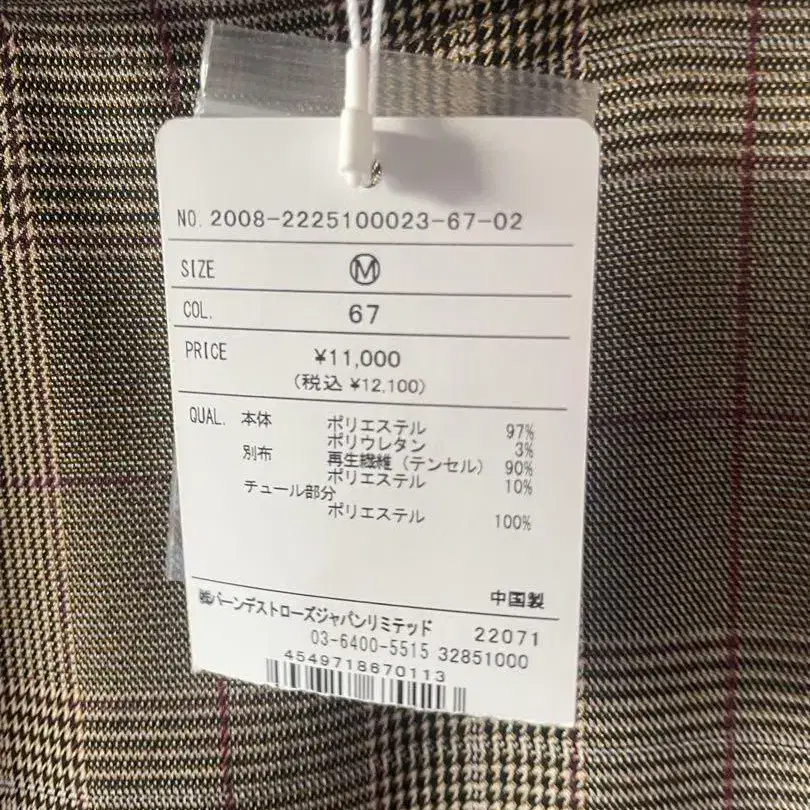 NO. 2008-2225100023-67-02
SIZE Ⓜ
COL. 67
PRICE ¥11,000
(税込 ¥12,100)
QUAL. 本体 ポリエステル 97%
ポリウレタン 3%
別布 再生繊維 (テンセル) 90%
ポリエステル 10%
チュール部分
ポリエステル 100%
中国製
㈱バーンデストローズジャパンリミテッド 22071
03-6400-5515 32851000
4549718670113